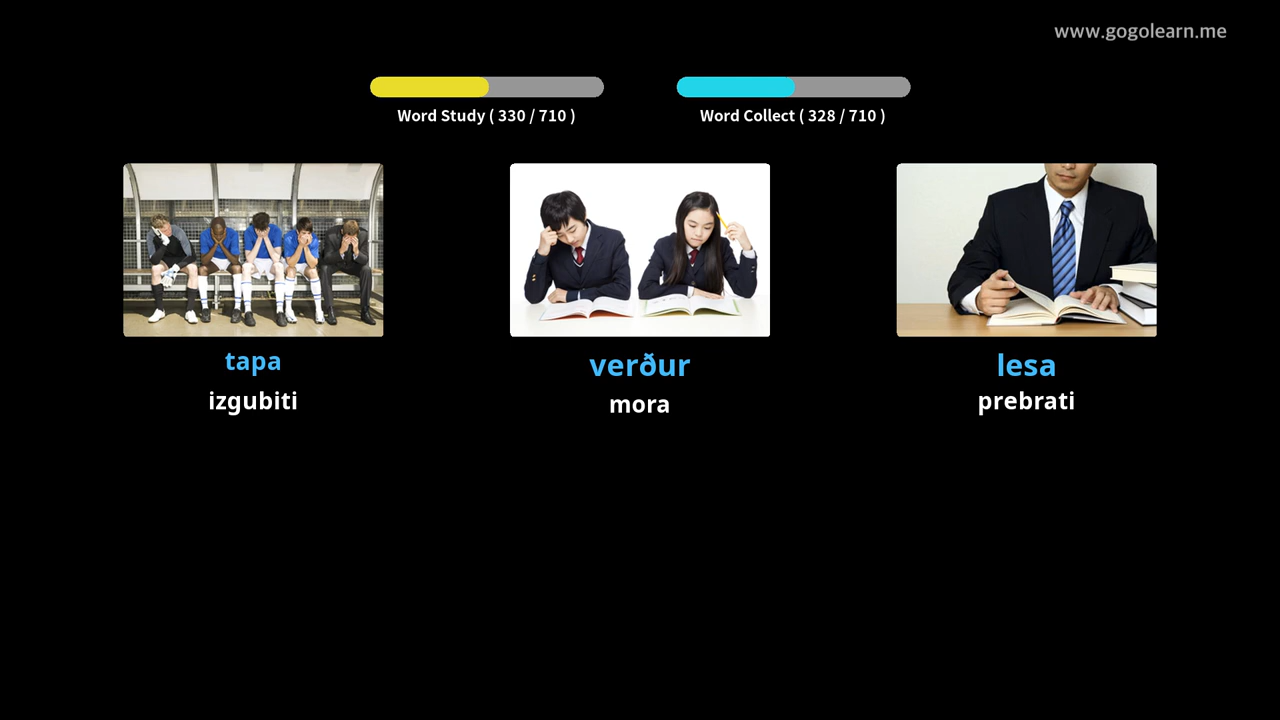 www.gogolearn.me
Word Study ( 330 / 710 )
Word Collect ( 328 / 710 )
tapa
izgubiti
verður
mora
lesa
prebrati